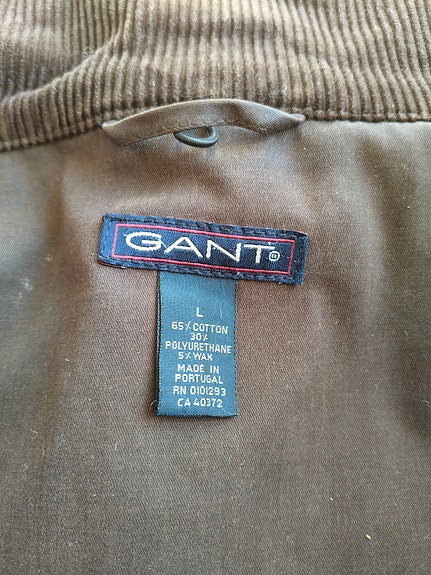 GANT®
L
65% COTTON
30%
POLYURETHANE
5% WAX
MADE IN
PORTUGAL
RN 0101293
CA 40372